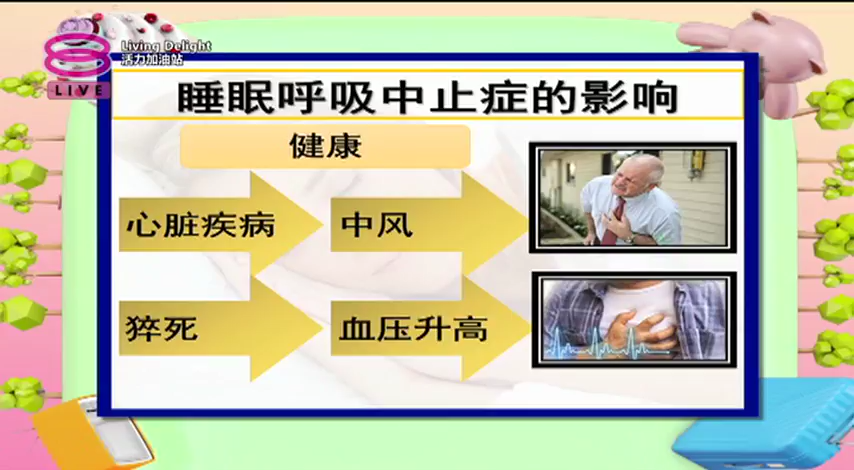 Living Delight
活力加油站
LIVE
睡眠呼吸中止症的影响
健康
心脏疾病
中风
猝死
血压升高